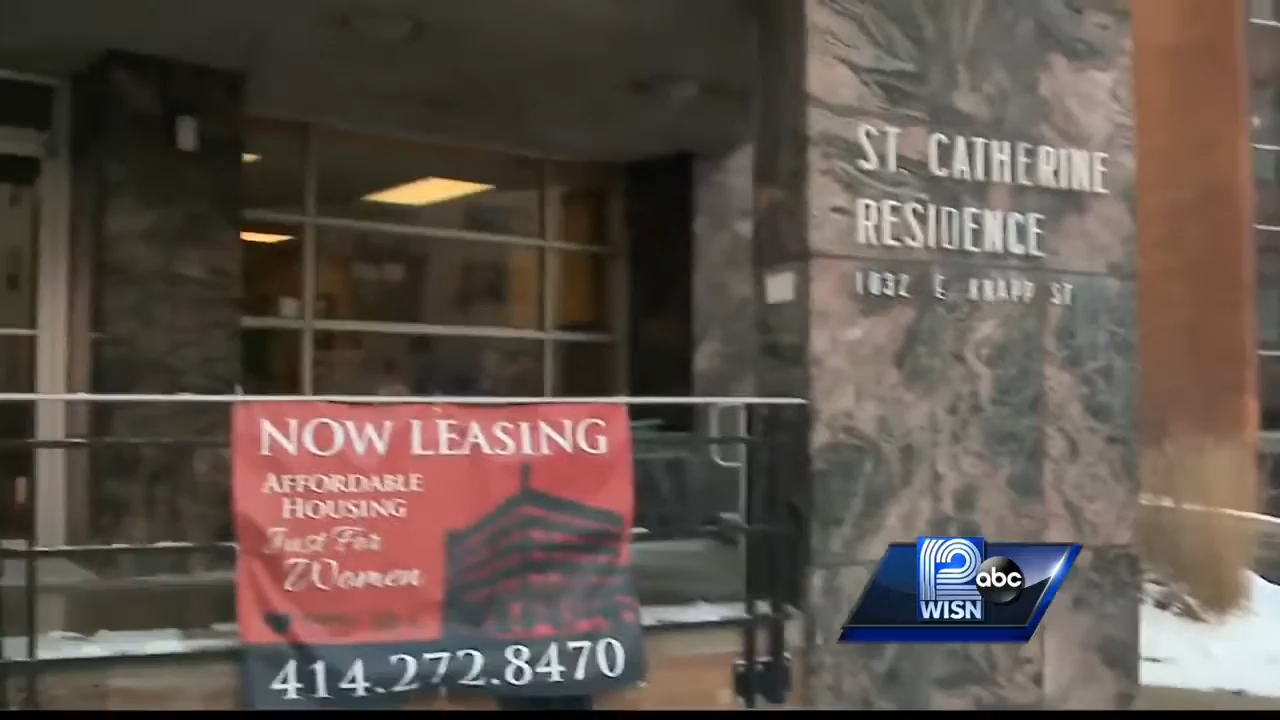 ST. CATHERINE
RESIDENCE
1032 E. KNAPP ST
NOW LEASING
AFFORDABLE
HOUSING
Just For
Women
414.272.8470
12
abc
WISN